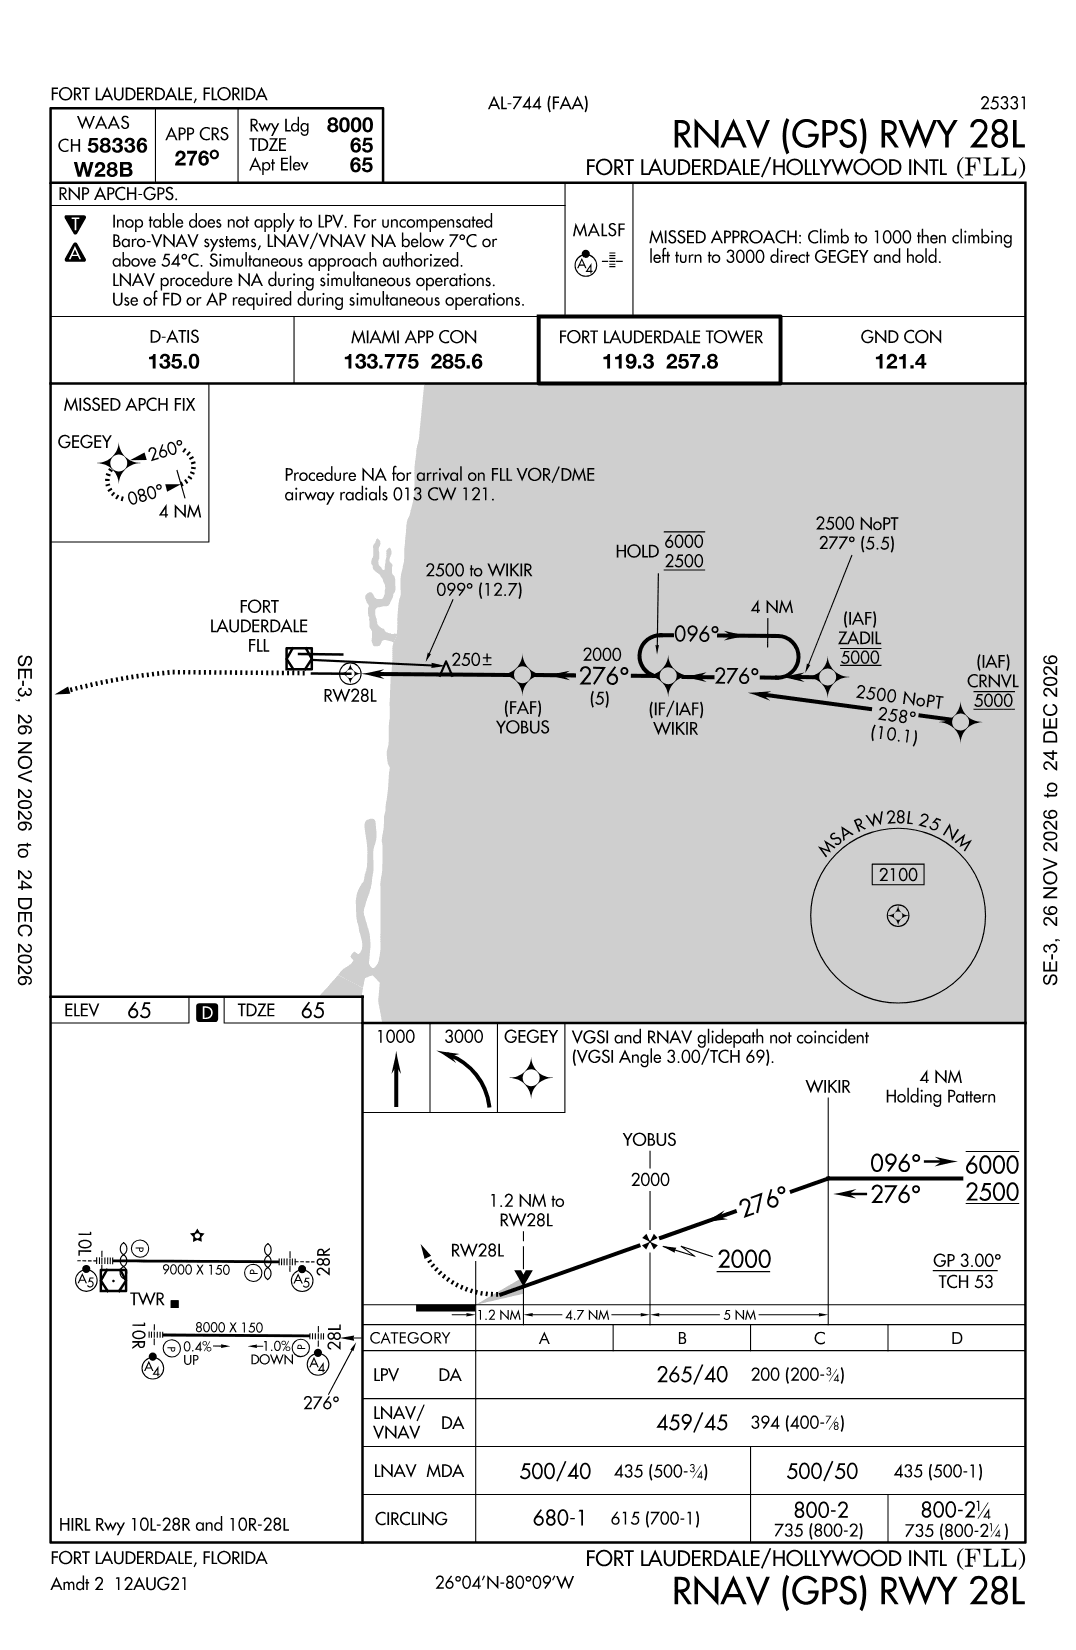 FORT LAUDERDALE, FLORIDA
AL-744 (FAA)
25331
WAAS
CH 58336
W28B
APP CRS
276°
Rwy Ldg 8000
TDZE 65
Apt Elev 65
RNAV (GPS) RWY 28L
FORT LAUDERDALE/HOLLYWOOD INTL (FLL)
RNP APCH-GPS.
T
A
Inop table does not apply to LPV. For uncompensated
Baro-VNAV systems, LNAV/VNAV NA below 7°C or
above 54°C. Simultaneous approach authorized.
LNAV procedure NA during simultaneous operations.
Use of FD or AP required during simultaneous operations.
MALSF
A4
MISSED APPROACH: Climb to 1000 then climbing
left turn to 3000 direct GEGEY and hold.
D-ATIS
135.0
MIAMI APP CON
133.775 285.6
FORT LAUDERDALE TOWER
119.3 257.8
GND CON
121.4
MISSED APCH FIX
GEGEY
260°
080°
4 NM
Procedure NA for arrival on FLL VOR/DME
airway radials 013 CW 121.
2500 NoPT
277° (5.5)
HOLD 6000
2500
2500 to WIKIR
099° (12.7)
4 NM
FORT
LAUDERDALE
FLL
096°
(IAF)
ZADIL
5000
250±
2000
276°
(5)
276°
(IAF)
CRNVL
5000
RW28L
(FAF)
YOBUS
(IF/IAF)
WIKIR
2500 NoPT
258°
(10.1)
MSA RW28L 25 NM
2100
SE-3, 26 NOV 2026 to 24 DEC 2026
SE-3, 26 NOV 2026 to 24 DEC 2026
ELEV 65
D
TDZE 65
10L
P
9000 X 150
P
28R
A5
A5
TWR
10R
8000 X 150
28L
P
0.4%
UP
1.0%
DOWN
P
A4
A4
276°
HIRL Rwy 10L-28R and 10R-28L
1000
3000
GEGEY
VGSI and RNAV glidepath not coincident
(VGSI Angle 3.00/TCH 69).
WIKIR
4 NM
Holding Pattern
YOBUS
2000
096°
6000
276°
2500
276°
1.2 NM to
RW28L
RW28L
2000
GP 3.00°
TCH 53
1.2 NM
4.7 NM
5 NM
CATEGORY A B C D
LPV DA 265/40 200 (200-¾)
LNAV/
VNAV DA 459/45 394 (400-⅞)
LNAV MDA 500/40 435 (500-¾) 500/50 435 (500-1)
CIRCLING 680-1 615 (700-1) 800-2
735 (800-2) 800-2¼
735 (800-2¼)
FORT LAUDERDALE, FLORIDA
Amdt 2 12AUG21
26°04'N-80°09'W
FORT LAUDERDALE/HOLLYWOOD INTL (FLL)
RNAV (GPS) RWY 28L